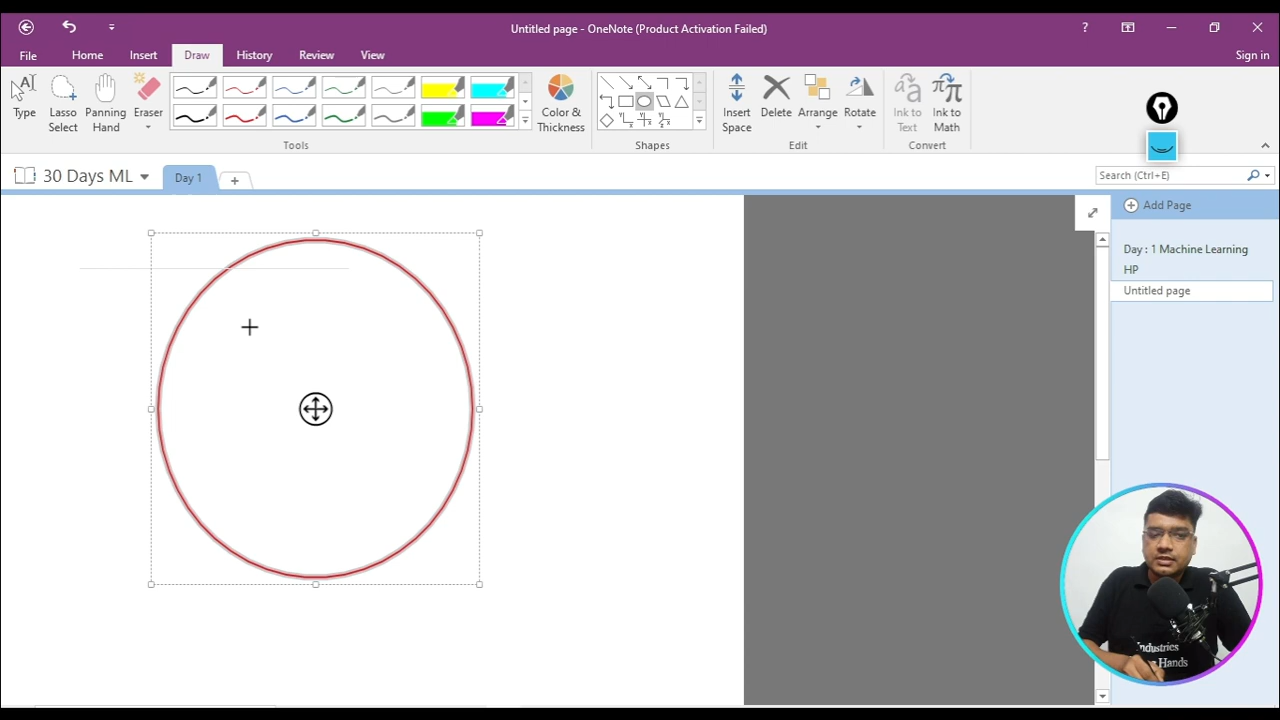 Untitled page - OneNote (Product Activation Failed)
?
File Home Insert Draw History Review View
Sign in
Type
Lasso Select
Panning Hand
Eraser
Color & Thickness
Insert Space
Delete
Arrange
Rotate
Ink to Text
Ink to Math
Tools
Shapes
Edit
Convert
30 Days ML
Day 1
Search (Ctrl+E)
Add Page
Day : 1 Machine Learning
HP
Untitled page
Industries
Hands